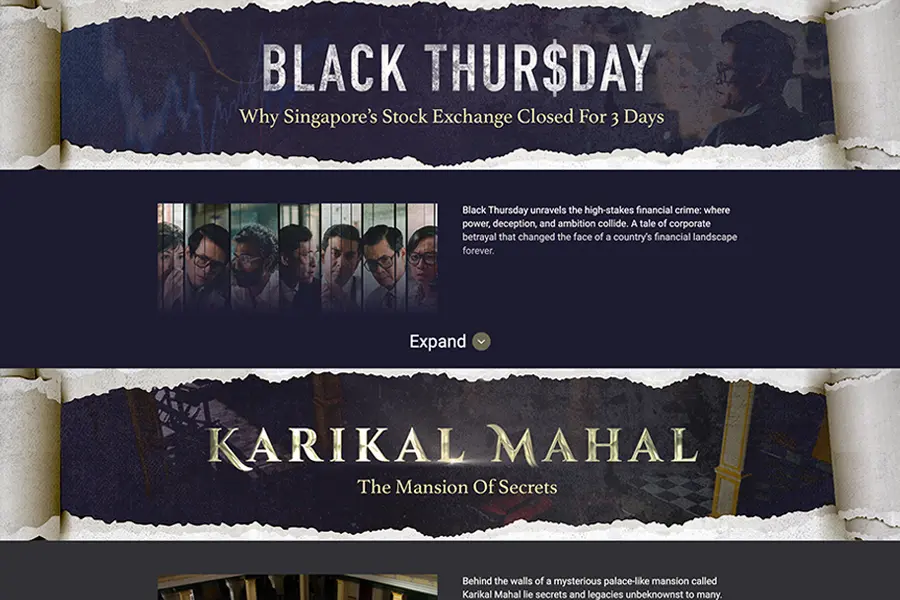 BLACK THUR$DAY
Why Singapore's Stock Exchange Closed For 3 Days
Black Thursday unravels the high-stakes financial crime: where
power, deception, and ambition collide. A tale of corporate
betrayal that changed the face of a country's financial landscape
forever.
Expand
KARIKAL MAHAL
The Mansion Of Secrets
Behind the walls of a mysterious palace-like mansion called
Karikal Mahal lie secrets and legacies unbeknownst to many.